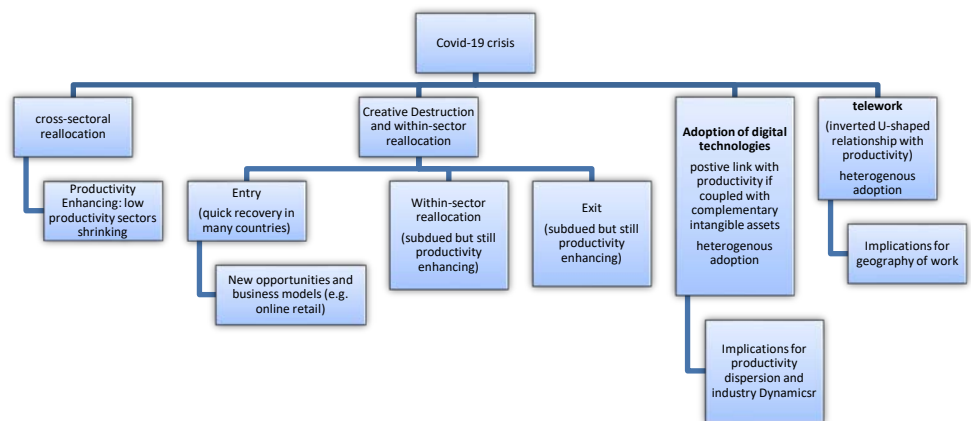 Covid-19 crisis
cross-sectoral
reallocation
Productivity
Enhancing: low
productivity sectors
shrinking
Creative Destruction
and within-sector
reallocation
Entry
(quick recovery in
many countries)
New opportunities and
business models (e.g.
online retail)
Within-sector
reallocation
(subdued but still
productivity
enhancing)
Exit
(subdued but still
productivity
enhancing)
Adoption of digital
technologies
postive link with
productivity if
coupled with
complementary
intangible assets
heterogenous
adoption
Implications for
productivity
dispersion and
industry Dynamicsr
telework
(inverted U-shaped
relationship with
productivity)
heterogenous
adoption
Implications for
geography of work